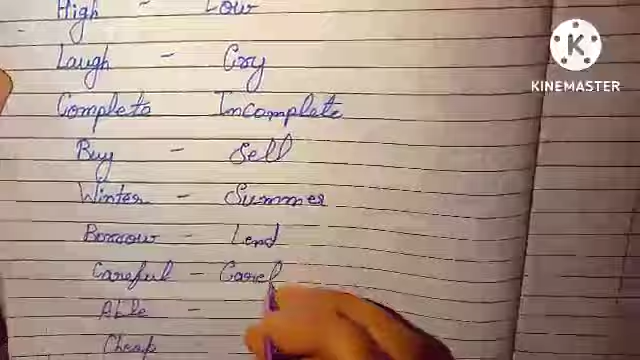 High - Low
Laugh - Cry
Complete Incomplete
Buy - Sell
Winter - Summer
Borrow - Lend
Careful - Carel
Able -
Cheap
K
KINEMASTER